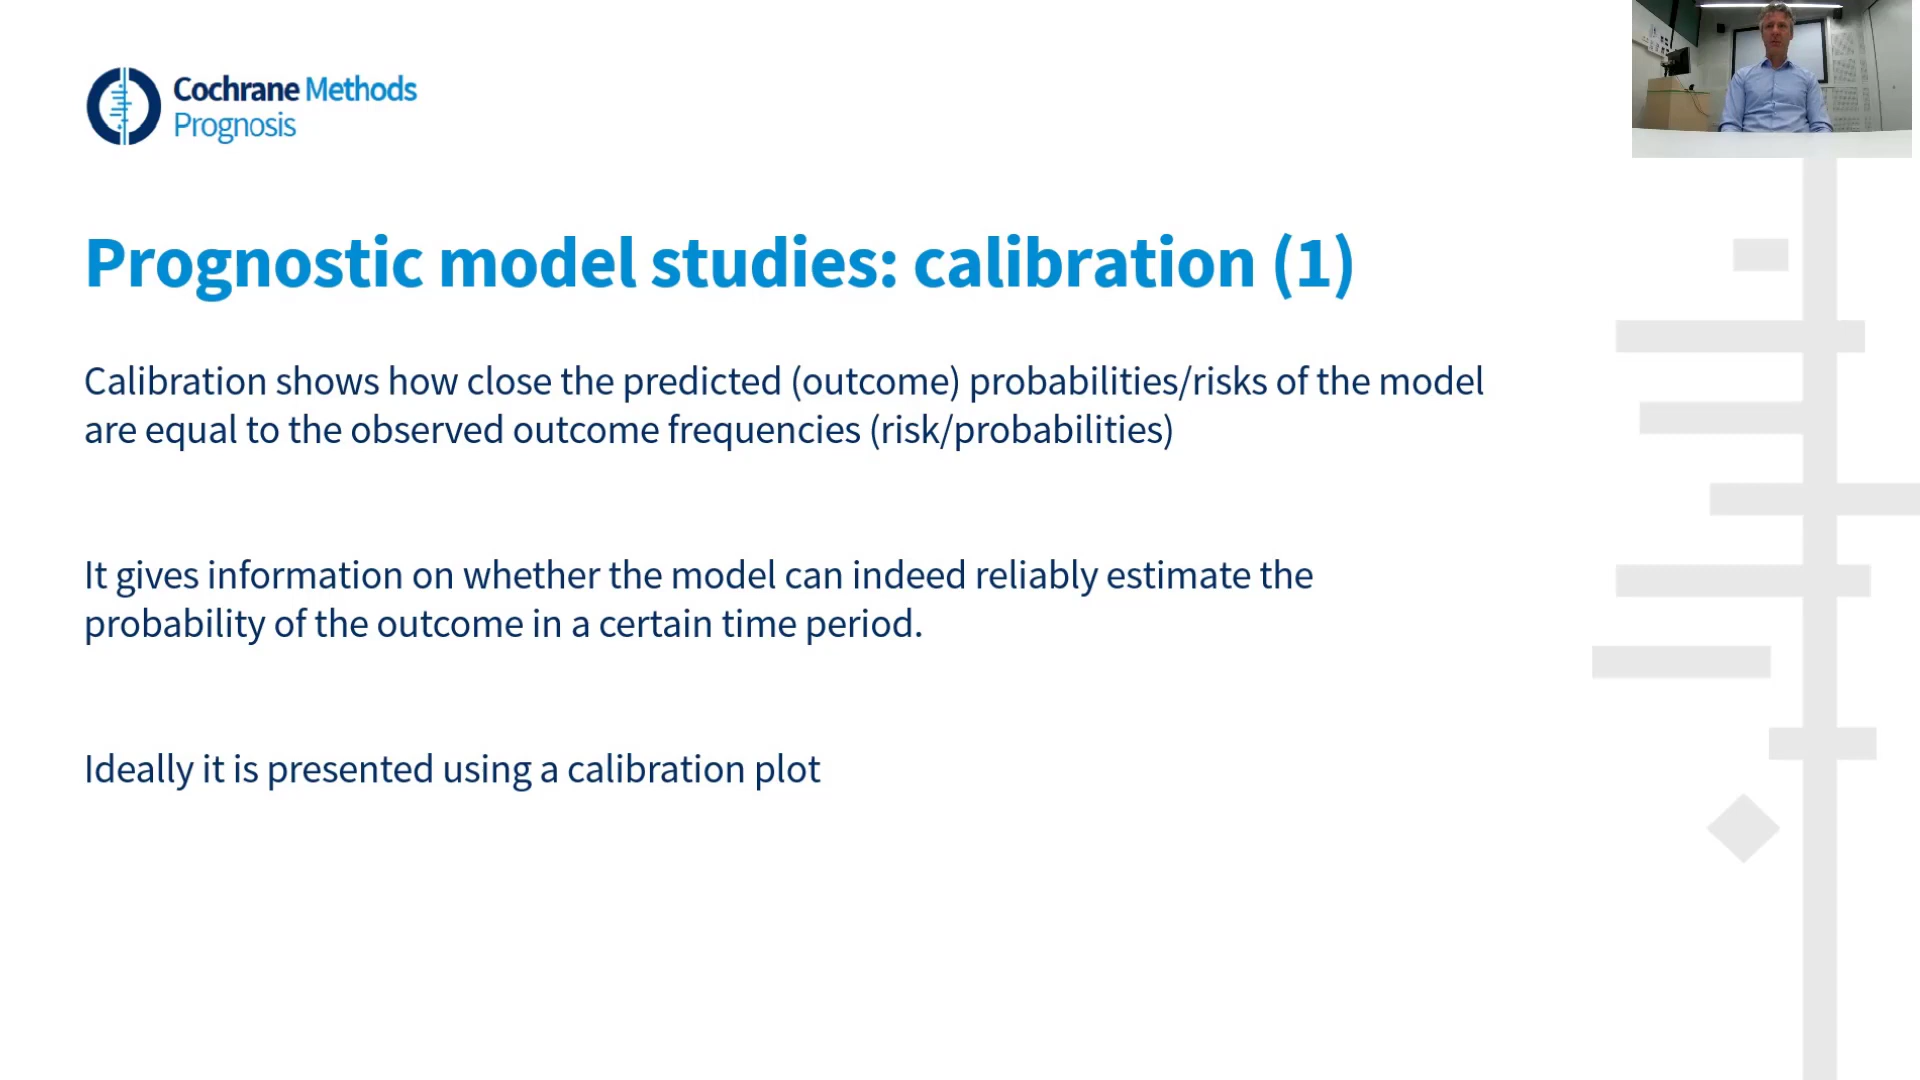 Cochrane Methods
Prognosis
Prognostic model studies: calibration (1)
Calibration shows how close the predicted (outcome) probabilities/risks of the model
are equal to the observed outcome frequencies (risk/probabilities)
It gives information on whether the model can indeed reliably estimate the
probability of the outcome in a certain time period.
Ideally it is presented using a calibration plot